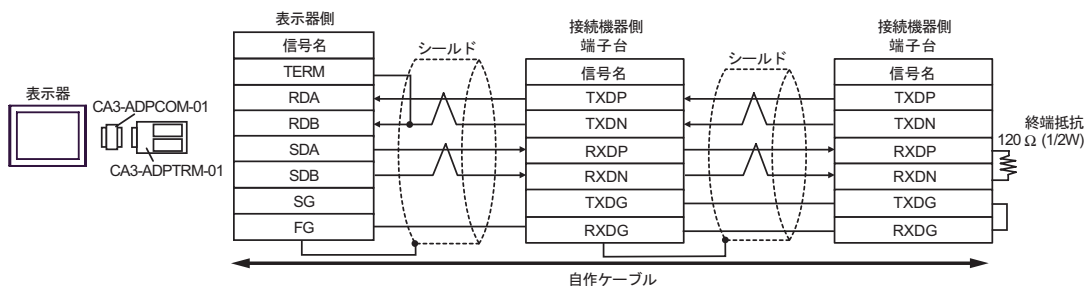 表示器
CA3-ADPCOM-01
CA3-ADPTRM-01
表示器側
信号名
TERM
RDA
RDB
SDA
SDB
SG
FG
シールド
接続機器側
端子台
信号名
TXDP
TXDN
RXDP
RXDN
TXDG
RXDG
シールド
接続機器側
端子台
信号名
TXDP
TXDN
RXDP
RXDN
TXDG
RXDG
終端抵抗
120 Ω (1/2W)
自作ケーブル